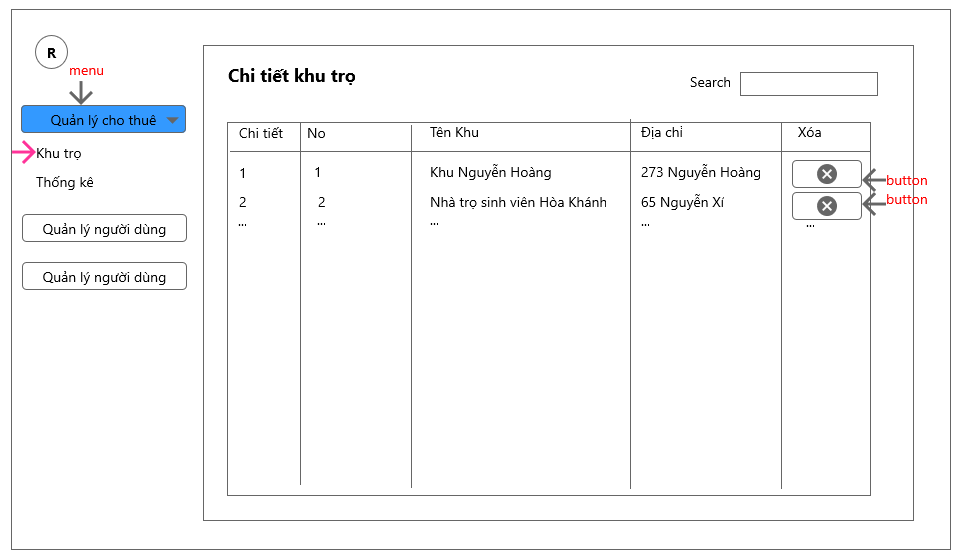 R
menu
Quản lý cho thuê
Khu trọ
Thống kê
Quản lý người dùng
Quản lý người dùng
Chi tiết khu trọ
Search
Chi tiết No Tên Khu Địa chỉ Xóa
1 1 Khu Nguyễn Hoàng 273 Nguyễn Hoàng
button
2 2 Nhà trợ sinh viên Hòa Khánh 65 Nguyễn Xí
button
... ... ... ... ...